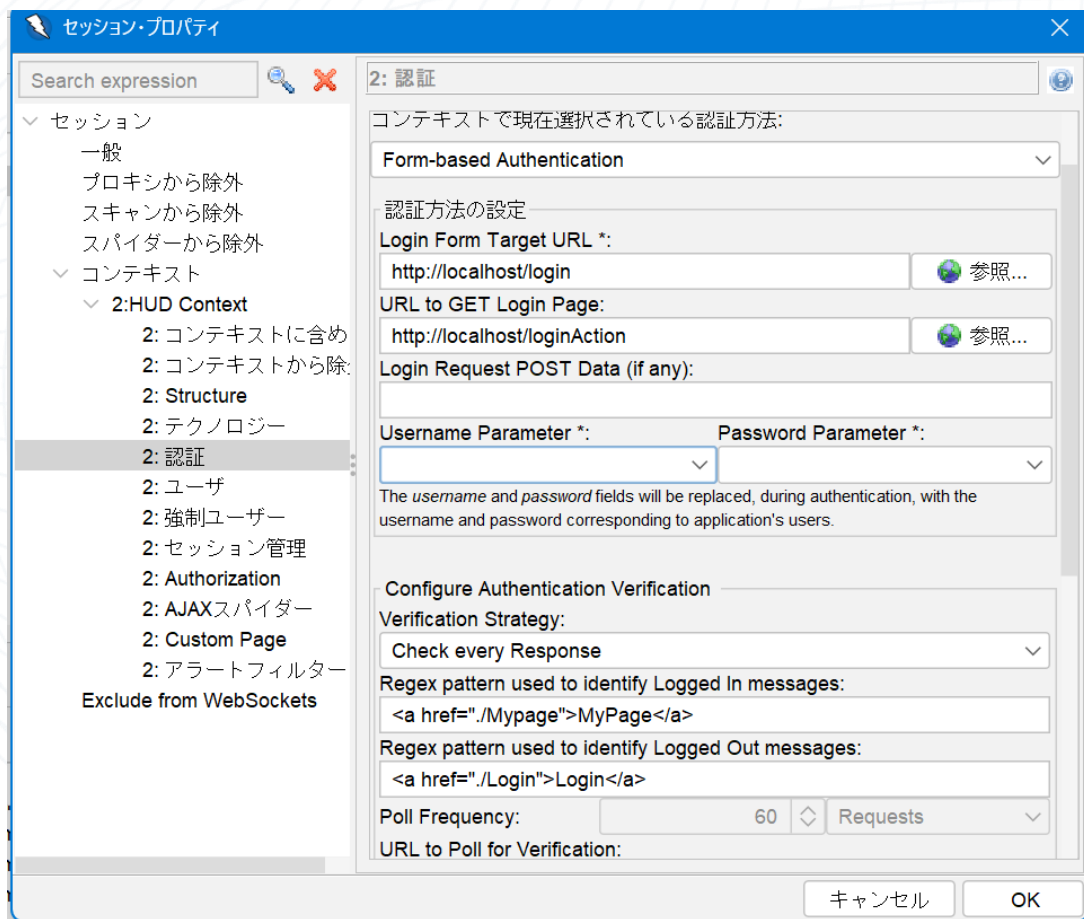 セッション・プロパティ
Search expression
2: 認証
セッション
一般
プロキシから除外
スキャンから除外
スパイダーから除外
コンテキスト
2:HUD Context
2: コンテキストに含め
2: コンテキストから除
2: Structure
2: テクノロジー
2: 認証
2: ユーザ
2: 強制ユーザー
2: セッション管理
2: Authorization
2: AJAXスパイダー
2: Custom Page
2: アラートフィルター
Exclude from WebSockets
コンテキストで現在選択されている認証方法:
Form-based Authentication
認証方法の設定
Login Form Target URL *:
http://localhost/login 参照...
URL to GET Login Page:
http://localhost/loginAction 参照...
Login Request POST Data (if any):
Username Parameter *: Password Parameter *:
The username and password fields will be replaced, during authentication, with the
username and password corresponding to application's users.
Configure Authentication Verification
Verification Strategy:
Check every Response
Regex pattern used to identify Logged In messages:
<a href="./Mypage">MyPage</a>
Regex pattern used to identify Logged Out messages:
<a href="./Login">Login</a>
Poll Frequency: 60 Requests
URL to Poll for Verification:
キャンセル OK